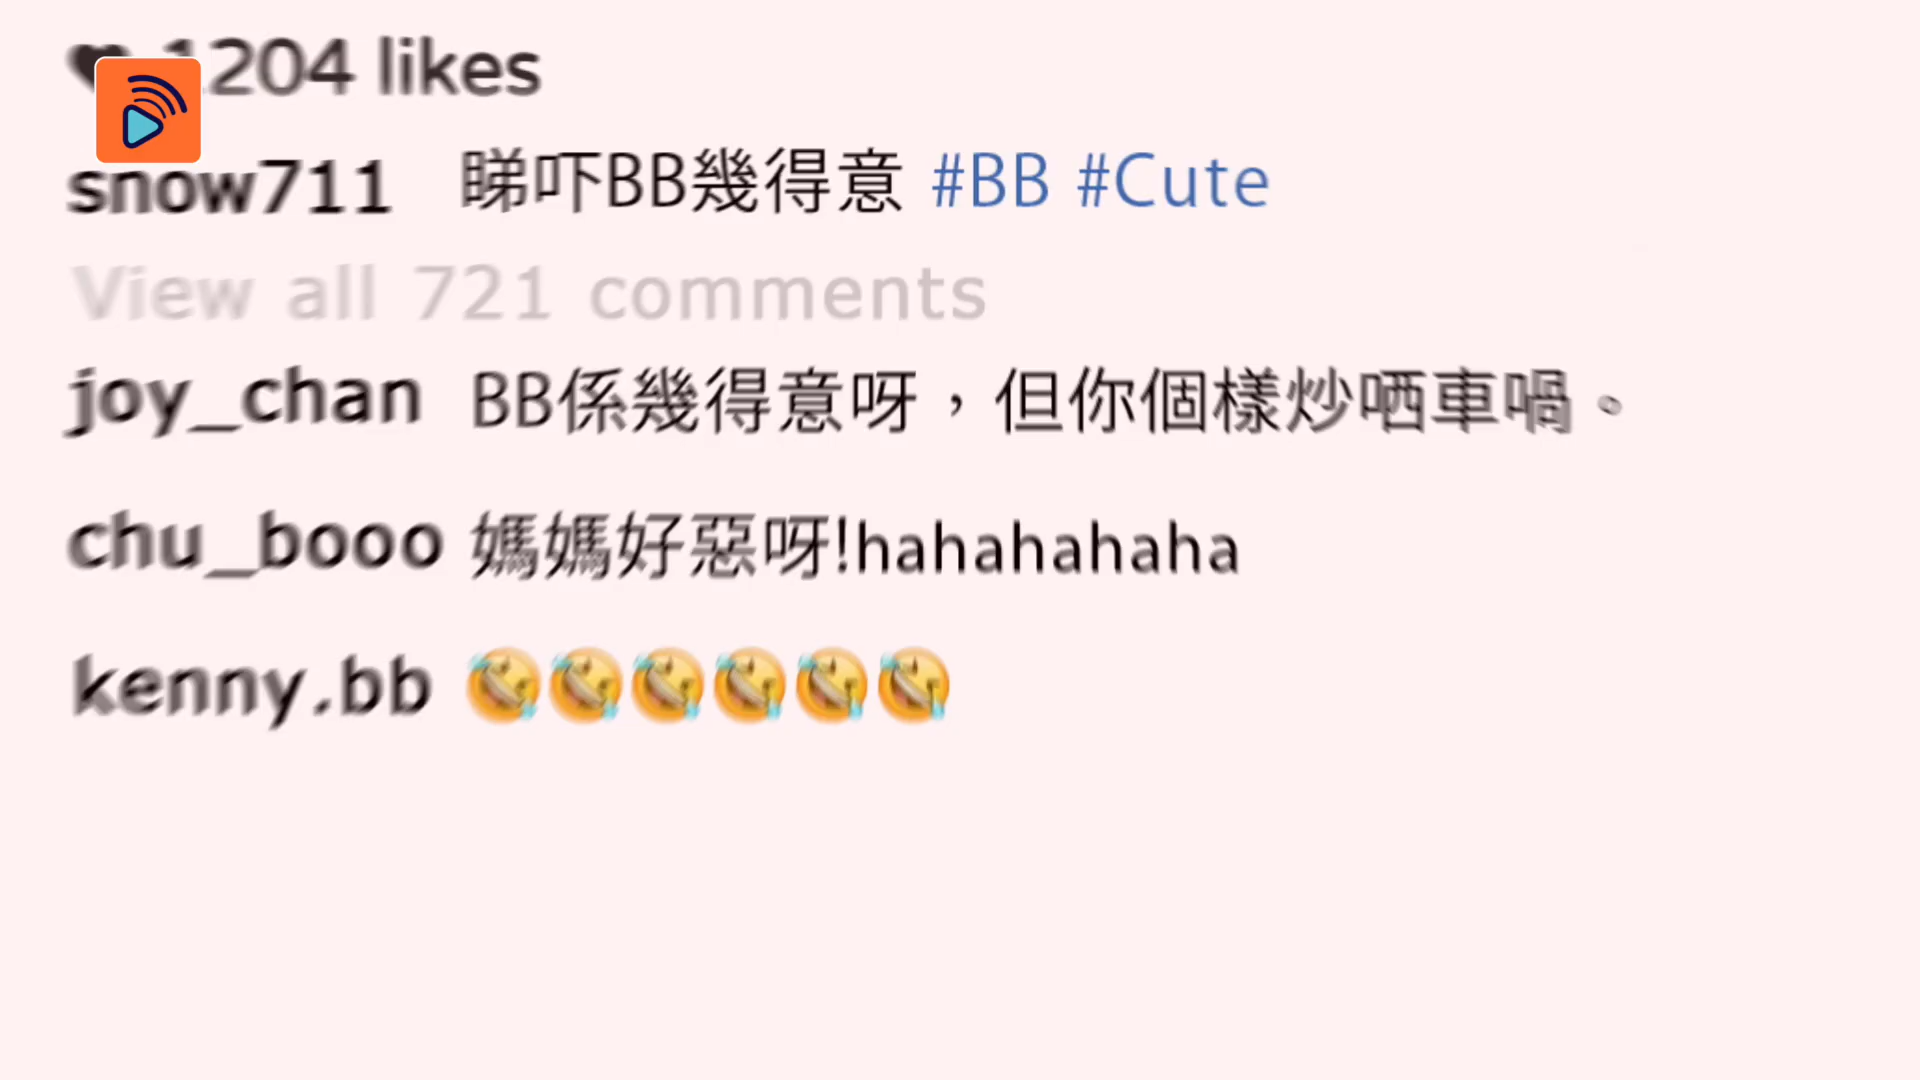 1204 likes
snow711 睇吓BB幾得意 #BB #Cute
View all 721 comments
joy_chan BB係幾得意呀，但你個樣炒哂車喎。
chu_booo 媽媽好惡呀!hahahahaha
kenny.bb 🤣🤣🤣🤣🤣🤣